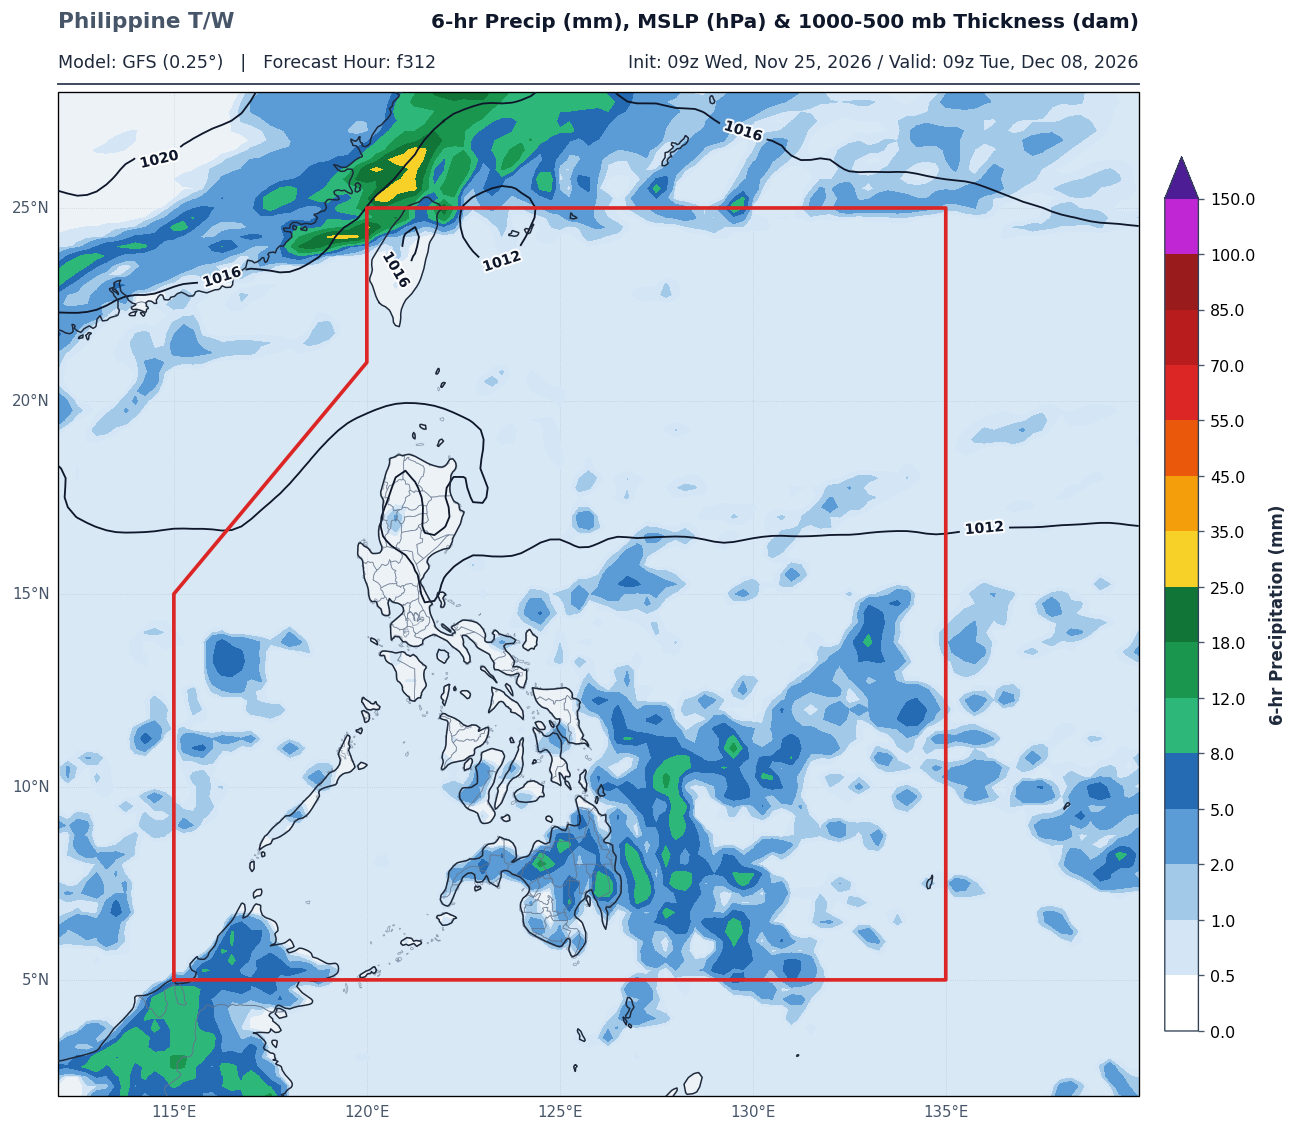 Philippine T/W
6-hr Precip (mm), MSLP (hPa) & 1000-500 mb Thickness (dam)
Model: GFS (0.25°) | Forecast Hour: f312
Init: 09z Wed, Nov 25, 2026 / Valid: 09z Tue, Dec 08, 2026
1020
1016
1016
1016
1012
1012
25°N
20°N
15°N
10°N
5°N
115°E
120°E
125°E
130°E
135°E
150.0
100.0
85.0
70.0
55.0
45.0
35.0
25.0
18.0
12.0
8.0
5.0
2.0
1.0
0.5
0.0
6-hr Precipitation (mm)